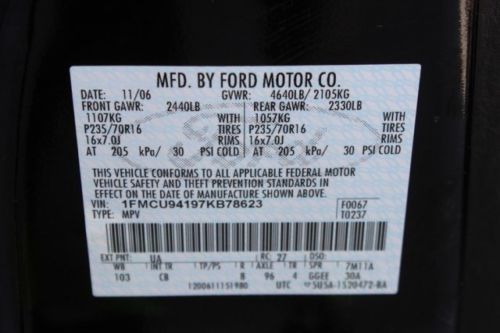 MFD. BY FORD MOTOR CO.
DATE: 11/06 GVWR: 4640LB/ 2105KG
FRONT GAWR: 2440LB REAR GAWR: 2330LB
1107KG WITH 1057KG WITH
P235/70R16 TIRES P235/70R16 TIRES
16x7.0J RIMS 16x7.0J RIMS
AT 205 kPa/ 30 PSI COLD AT 205 kPa/ 30 PSI COLD
THIS VEHICLE CONFORMS TO ALL APPLICABLE FEDERAL MOTOR
VEHICLE SAFETY AND THEFT PREVENTION STANDARDS IN
EFFECT ON THE DATE OF MANUFACTURE SHOWN ABOVE.
VIN: 1FMCU94197KB78623 F0067
TYPE: MPV T0237
EXT PNT: UA RC: 27 DSO:
WB INT TR TP/PS R AXLE TR SPR 7M11A
103 CB 8 96 4 GGEE 30A
1200611151980 UTC 5U5A-1520472-BA